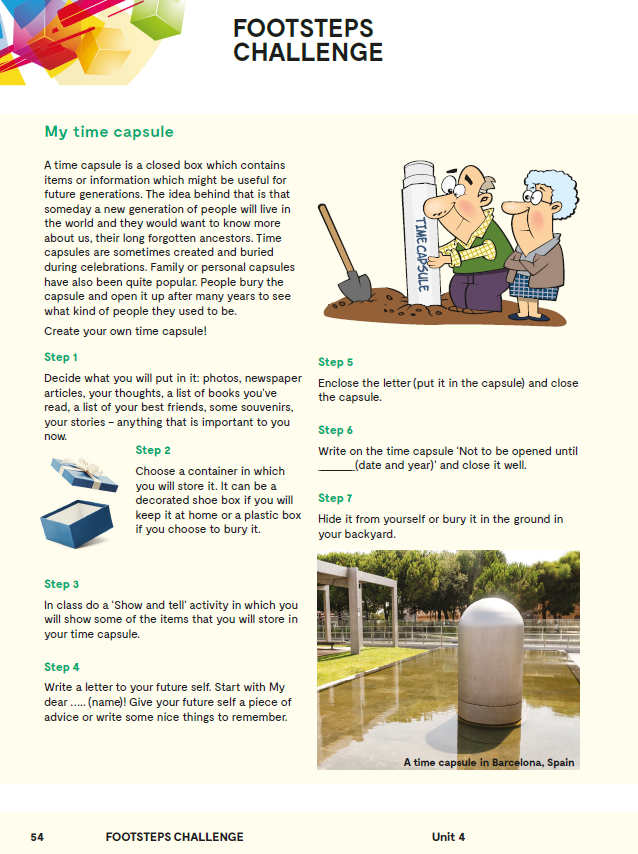 FOOTSTEPS
CHALLENGE
My time capsule
A time capsule is a closed box which contains
items or information which might be useful for
future generations. The idea behind that is that
someday a new generation of people will live in
the world and they would want to know more
about us, their long forgotten ancestors. Time
capsules are sometimes created and buried
during celebrations. Family or personal capsules
have also been quite popular. People bury the
capsule and open it up after many years to see
what kind of people they used to be.
Create your own time capsule!
Step 1
Decide what you will put in it: photos, newspaper
articles, your thoughts, a list of books you've
read, a list of your best friends, some souvenirs,
your stories – anything that is important to you
now.
Step 2
Choose a container in which
you will store it. It can be a
decorated shoe box if you will
keep it at home or a plastic box
if you choose to bury it.
Step 3
In class do a 'Show and tell' activity in which you
will show some of the items that you will store in
your time capsule.
Step 4
Write a letter to your future self. Start with My
dear ..... (name)! Give your future self a piece of
advice or write some nice things to remember.
TIME CAPSULE
Step 5
Enclose the letter (put it in the capsule) and close
the capsule.
Step 6
Write on the time capsule 'Not to be opened until
______(date and year)' and close it well.
Step 7
Hide it from yourself or bury it in the ground in
your backyard.
A time capsule in Barcelona, Spain
54 FOOTSTEPS CHALLENGE Unit 4